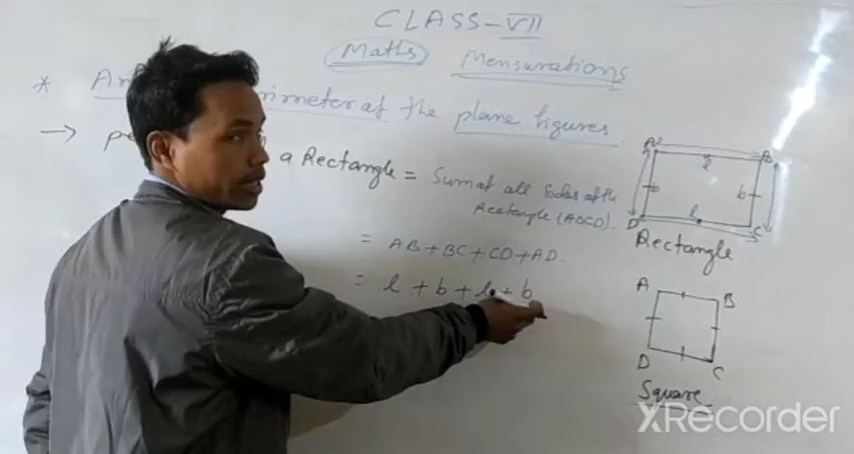 CLASS-VII
Maths Mensurations
* of the plane figures.
→ a Rectangle = Sum of all sides of the
Rectangle (ABCD).
= AB+BC+CD+AD.
= l + b + l + b
A B
l
b b
l
D C
Rectangle
A B
D C
Square
XRecorder